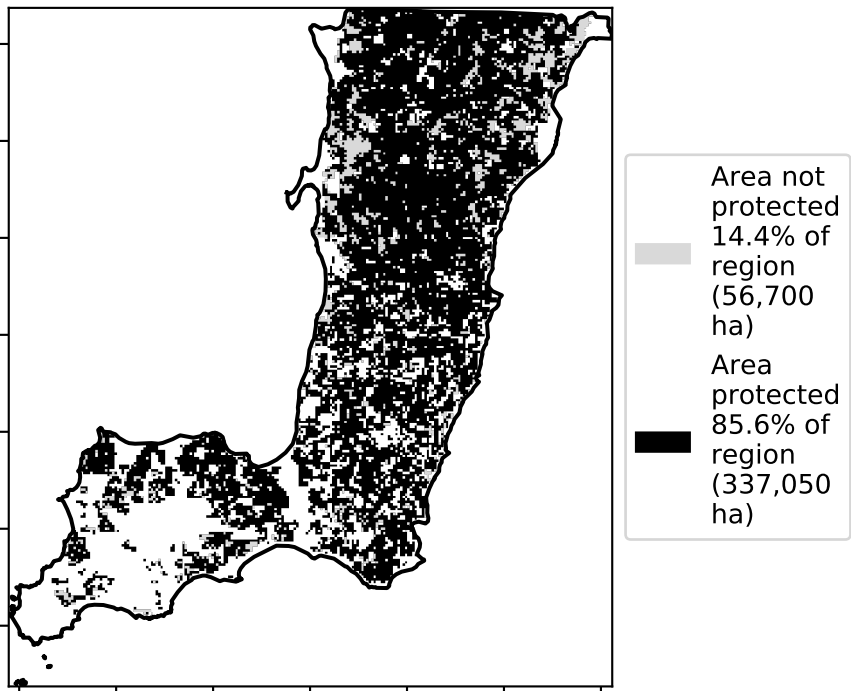 Area not
protected
14.4% of
region
(56,700
ha)
Area
protected
85.6% of
region
(337,050
ha)